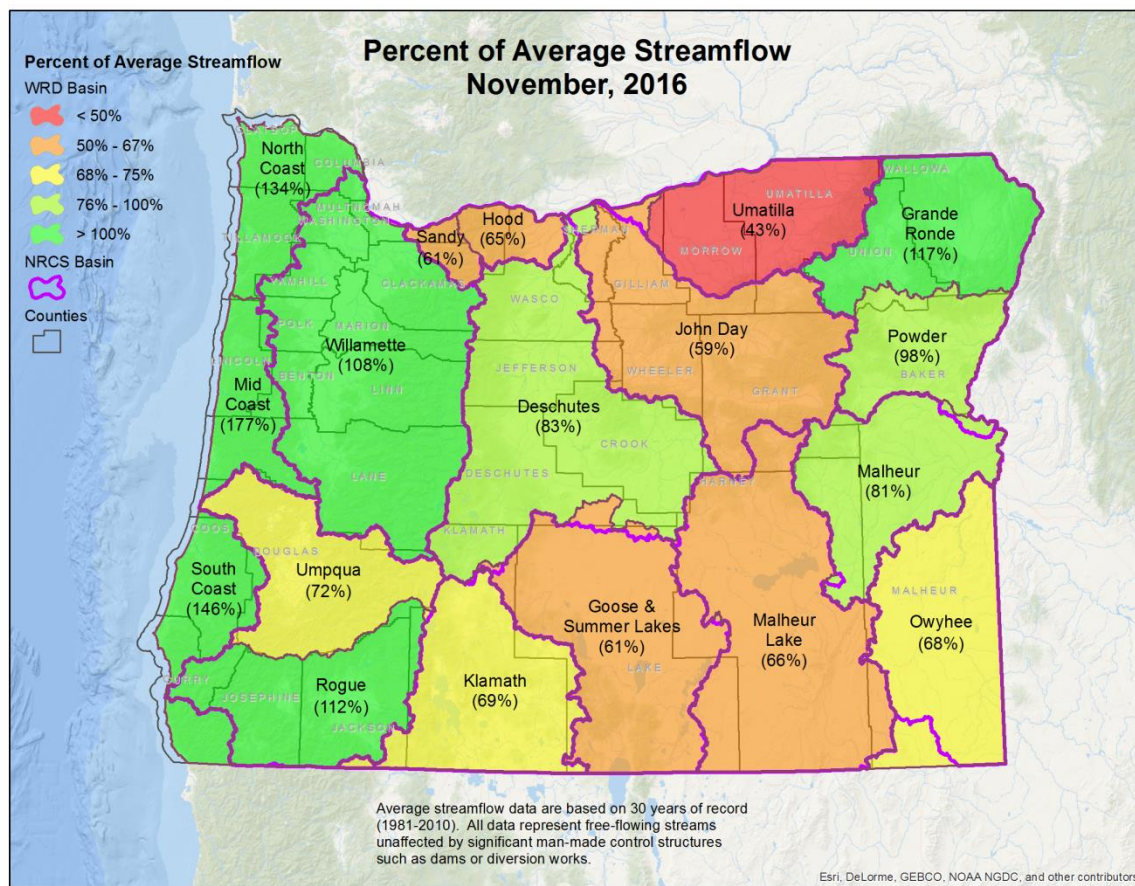 Percent of Average Streamflow
November, 2016
Percent of Average Streamflow
WRD Basin
< 50%
50% - 67%
68% - 75%
76% - 100%
> 100%
NRCS Basin
Counties
CLATSOP
North
Coast
(134%)
COLUMBIA
TILLAMOOK
MULTNOMAH
WASHINGTON
YAMHILL
CLACKAMAS
Sandy
(61%)
Hood
(65%)
SHERMAN
UMATILLA
Umatilla
(43%)
MORROW
WALLOWA
Grande
Ronde
(117%)
UNION
GILLIAM
WASCO
POLK
MARION
Willamette
(108%)
LINCOLN
BENTON
LINN
Mid
Coast
(177%)
JEFFERSON
WHEELER
John Day
(59%)
GRANT
Powder
(98%)
BAKER
Deschutes
(83%)
CROOK
LANE
DESCHUTES
HARNEY
Malheur
(81%)
COOS
DOUGLAS
KLAMATH
South
Coast
(146%)
Umpqua
(72%)
Goose &
Summer Lakes
(61%)
LAKE
Malheur
Lake
(66%)
MALHEUR
Owyhee
(68%)
CURRY
JOSEPHINE
Rogue
(112%)
JACKSON
Klamath
(69%)
Average streamflow data are based on 30 years of record
(1981-2010). All data represent free-flowing streams
unaffected by significant man-made control structures
such as dams or diversion works.
Esri, DeLorme, GEBCO, NOAA NGDC, and other contributors